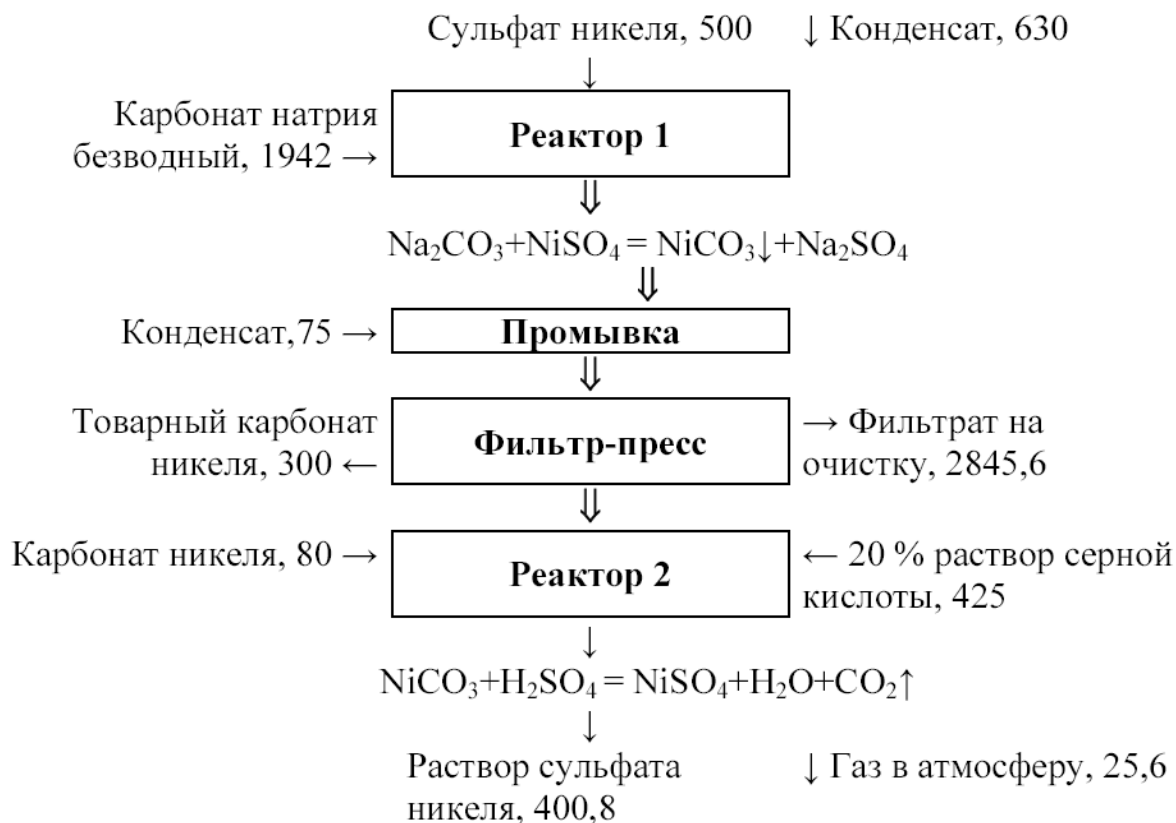 Сульфат никеля, 500 ↓ Конденсат, 630
↓
Карбонат натрия
безводный, 1942 →
Реактор 1
⇓
Na₂CO₃+NiSO₄ = NiCO₃↓+Na₂SO₄
⇓
Конденсат,75 →
Промывка
⇓
Товарный карбонат
никеля, 300 ←
Фильтр-пресс
→ Фильтрат на
очистку, 2845,6
⇓
Карбонат никеля, 80 →
Реактор 2
← 20 % раствор серной
кислоты, 425
↓
NiCO₃+H₂SO₄ = NiSO₄+H₂O+CO₂↑
↓
Раствор сульфата
никеля, 400,8
↓ Газ в атмосферу, 25,6